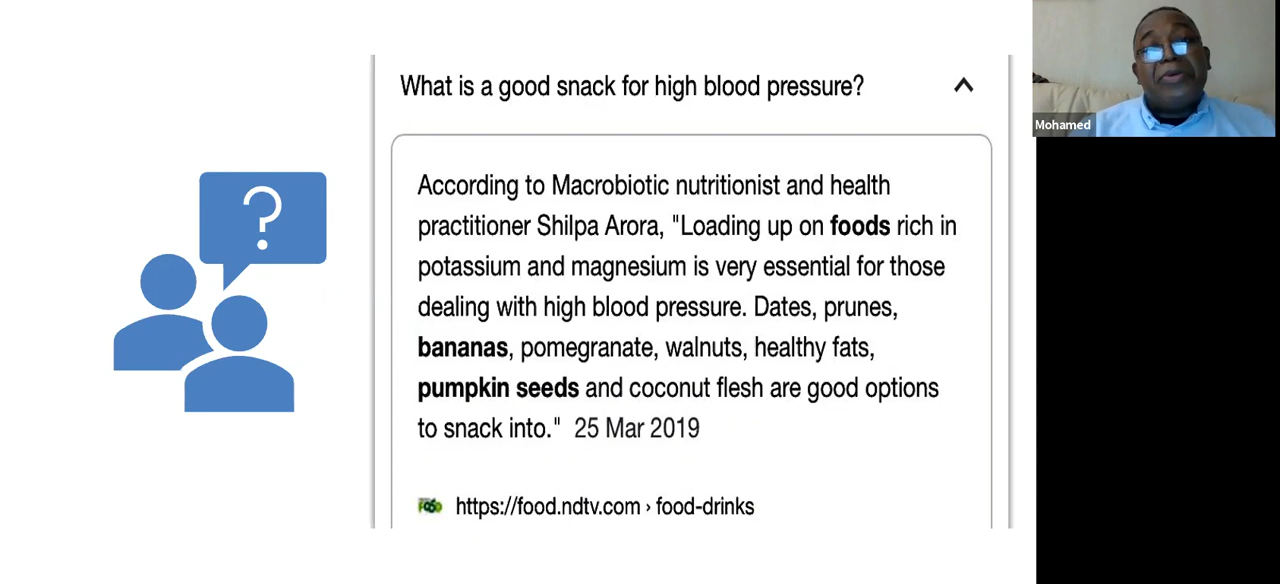 What is a good snack for high blood pressure?
?
According to Macrobiotic nutritionist and health
practitioner Shilpa Arora, "Loading up on foods rich in
potassium and magnesium is very essential for those
dealing with high blood pressure. Dates, prunes,
bananas, pomegranate, walnuts, healthy fats,
pumpkin seeds and coconut flesh are good options
to snack into." 25 Mar 2019
https://food.ndtv.com › food-drinks
Mohamed